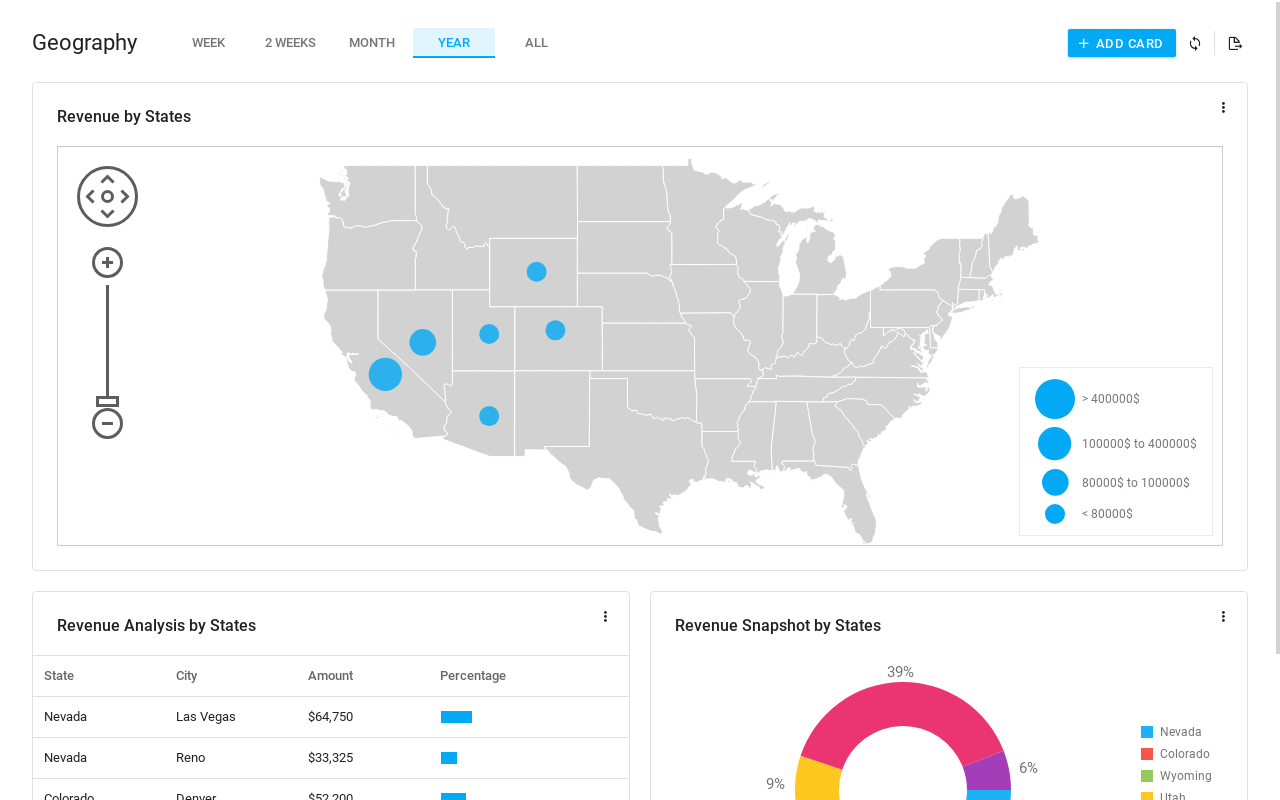 Geography WEEK 2 WEEKS MONTH YEAR ALL ADD CARD
Revenue by States
> 400000$
100000$ to 400000$
80000$ to 100000$
< 80000$
Revenue Analysis by States
State City Amount Percentage
Nevada Las Vegas $64,750
Nevada Reno $33,325
Colorado Denver $52,200
Revenue Snapshot by States
39%
6%
9%
Nevada
Colorado
Wyoming
Utah